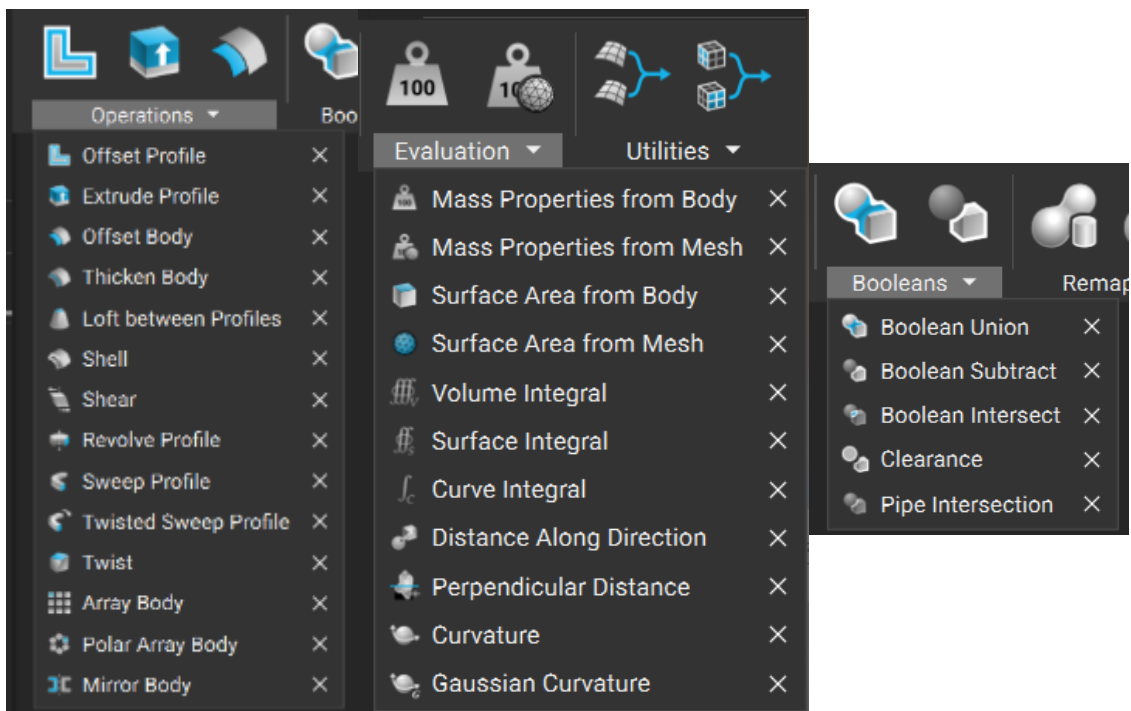 Operations
Boo
Offset Profile
Extrude Profile
Offset Body
Thicken Body
Loft between Profiles
Shell
Shear
Revolve Profile
Sweep Profile
Twisted Sweep Profile
Twist
Array Body
Polar Array Body
Mirror Body
100
10
Evaluation
Utilities
Mass Properties from Body
Mass Properties from Mesh
Surface Area from Body
Surface Area from Mesh
Volume Integral
Surface Integral
Curve Integral
Distance Along Direction
Perpendicular Distance
Curvature
Gaussian Curvature
Booleans
Remap
Boolean Union
Boolean Subtract
Boolean Intersect
Clearance
Pipe Intersection